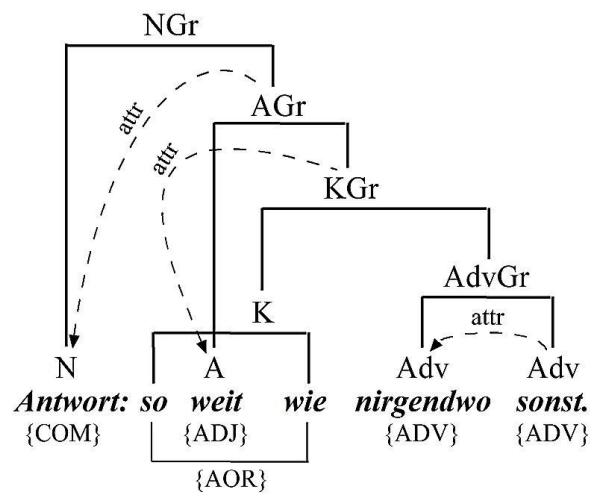 NGr
attr
AGr
attr
KGr
AdvGr
K
attr
N A Adv Adv
Antwort: so weit wie nirgendwo sonst.
{COM} {ADJ} {ADV} {ADV}
{AOR}